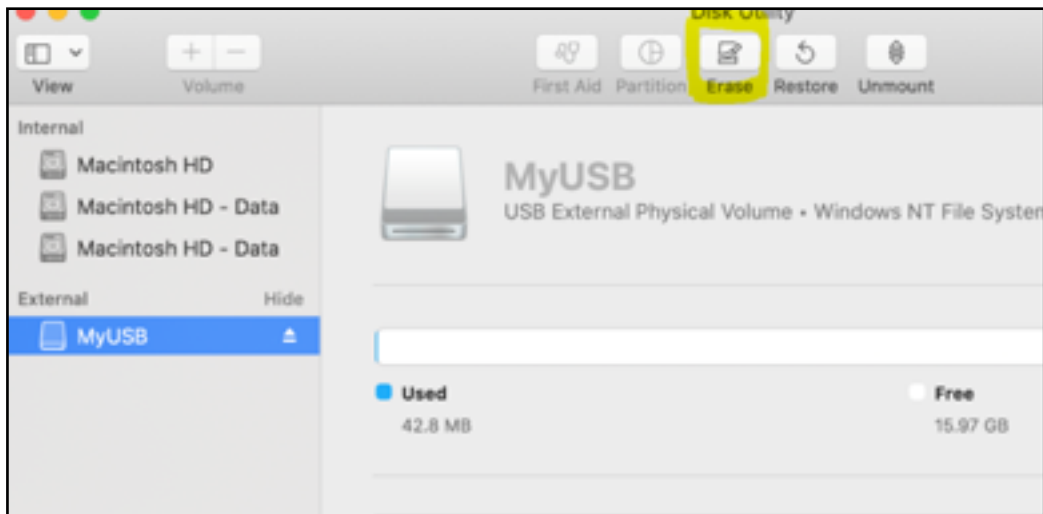 Disk Utility
View Volume First Aid Partition Erase Restore Unmount
Internal
Macintosh HD
Macintosh HD - Data
Macintosh HD - Data
External Hide
MyUSB
MyUSB
USB External Physical Volume • Windows NT File System
Used Free
42.8 MB 15.97 GB